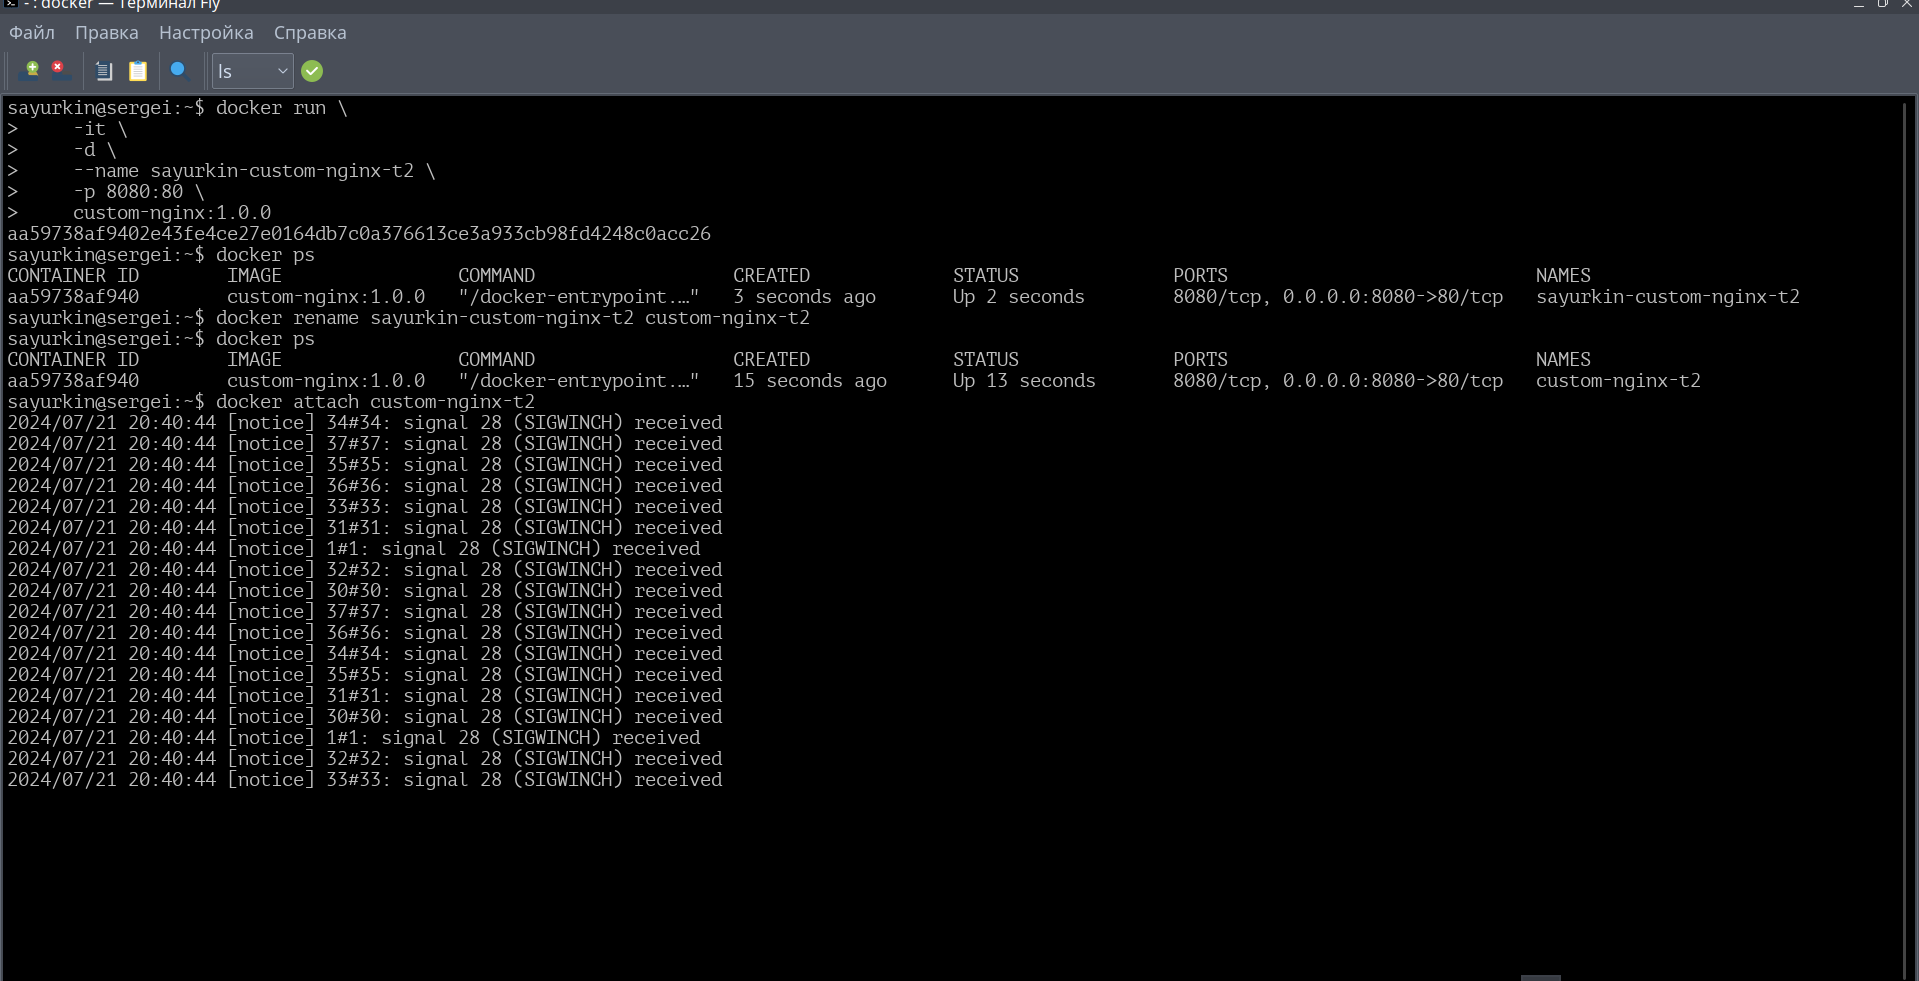 - : docker — Терминал Fly
Файл Правка Настройка Справка
ls
sayurkin@sergei:~$ docker run \
>     -it \
>     -d \
>     --name sayurkin-custom-nginx-t2 \
>     -p 8080:80 \
>     custom-nginx:1.0.0
aa59738af9402e43fe4ce27e0164db7c0a376613ce3a933cb98fd4248c0acc26
sayurkin@sergei:~$ docker ps
CONTAINER ID        IMAGE                COMMAND                  CREATED             STATUS              PORTS                            NAMES
aa59738af940        custom-nginx:1.0.0   "/docker-entrypoint.…"   3 seconds ago       Up 2 seconds        8080/tcp, 0.0.0.0:8080->80/tcp   sayurkin-custom-nginx-t2
sayurkin@sergei:~$ docker rename sayurkin-custom-nginx-t2 custom-nginx-t2
sayurkin@sergei:~$ docker ps
CONTAINER ID        IMAGE                COMMAND                  CREATED             STATUS              PORTS                            NAMES
aa59738af940        custom-nginx:1.0.0   "/docker-entrypoint.…"   15 seconds ago      Up 13 seconds       8080/tcp, 0.0.0.0:8080->80/tcp   custom-nginx-t2
sayurkin@sergei:~$ docker attach custom-nginx-t2
2024/07/21 20:40:44 [notice] 34#34: signal 28 (SIGWINCH) received
2024/07/21 20:40:44 [notice] 37#37: signal 28 (SIGWINCH) received
2024/07/21 20:40:44 [notice] 35#35: signal 28 (SIGWINCH) received
2024/07/21 20:40:44 [notice] 36#36: signal 28 (SIGWINCH) received
2024/07/21 20:40:44 [notice] 33#33: signal 28 (SIGWINCH) received
2024/07/21 20:40:44 [notice] 31#31: signal 28 (SIGWINCH) received
2024/07/21 20:40:44 [notice] 1#1: signal 28 (SIGWINCH) received
2024/07/21 20:40:44 [notice] 32#32: signal 28 (SIGWINCH) received
2024/07/21 20:40:44 [notice] 30#30: signal 28 (SIGWINCH) received
2024/07/21 20:40:44 [notice] 37#37: signal 28 (SIGWINCH) received
2024/07/21 20:40:44 [notice] 36#36: signal 28 (SIGWINCH) received
2024/07/21 20:40:44 [notice] 34#34: signal 28 (SIGWINCH) received
2024/07/21 20:40:44 [notice] 35#35: signal 28 (SIGWINCH) received
2024/07/21 20:40:44 [notice] 31#31: signal 28 (SIGWINCH) received
2024/07/21 20:40:44 [notice] 30#30: signal 28 (SIGWINCH) received
2024/07/21 20:40:44 [notice] 1#1: signal 28 (SIGWINCH) received
2024/07/21 20:40:44 [notice] 32#32: signal 28 (SIGWINCH) received
2024/07/21 20:40:44 [notice] 33#33: signal 28 (SIGWINCH) received